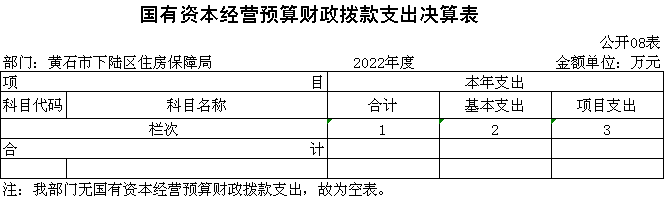 国有资本经营预算财政拨款支出决算表
公开08表
部门：黄石市下陆区住房保障局 2022年度 金额单位：万元
项 目 本年支出
科目代码 科目名称 合计 基本支出 项目支出
栏次 1 2 3
合 计
注：我部门无国有资本经营预算财政拨款支出，故为空表。